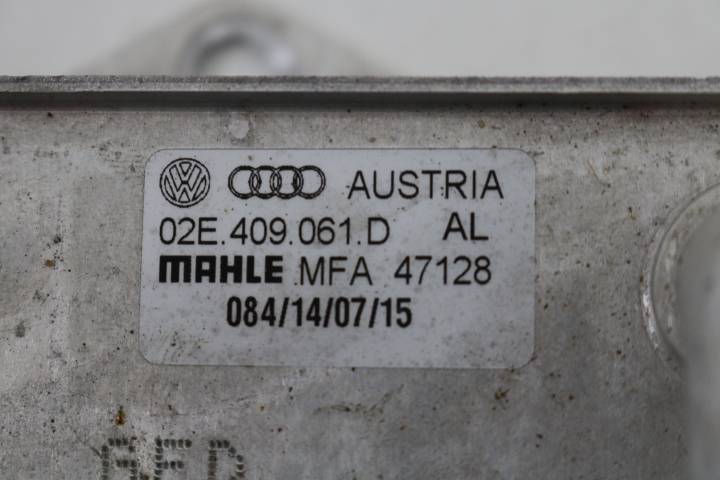 AUSTRIA
02E.409.061.D AL
MAHLE MFA 47128
084/14/07/15